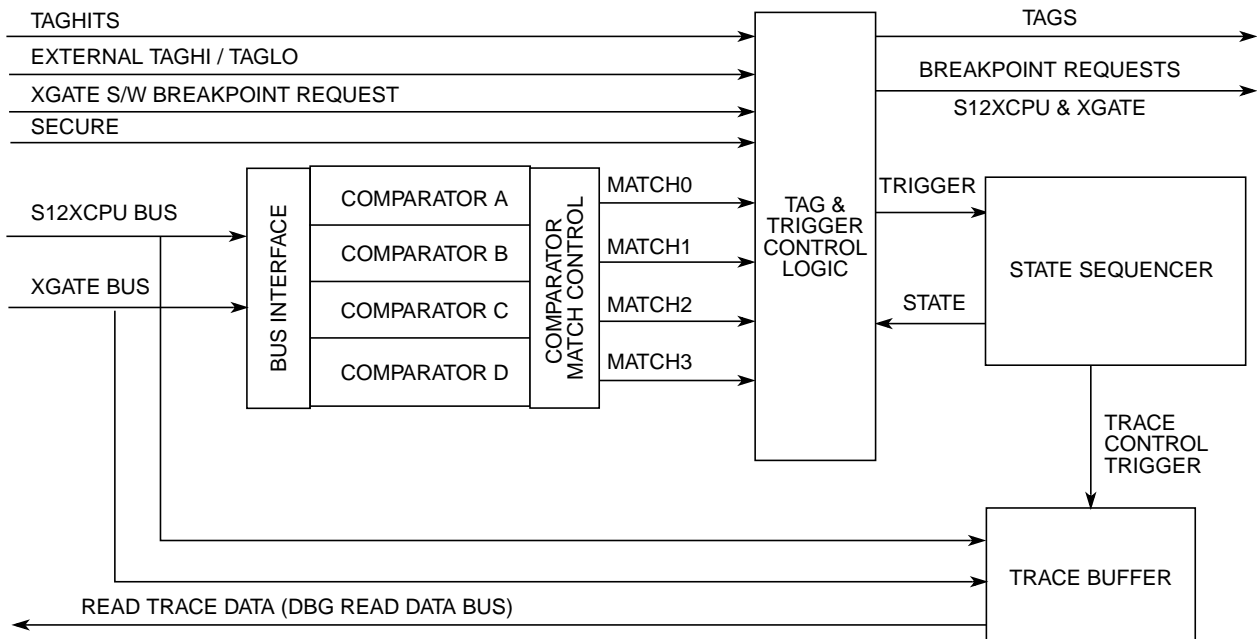 TAGHITS
EXTERNAL TAGHI / TAGLO
XGATE S/W BREAKPOINT REQUEST
SECURE
TAGS
BREAKPOINT REQUESTS
S12XCPU & XGATE
S12XCPU BUS
XGATE BUS
BUS INTERFACE
COMPARATOR A
COMPARATOR B
COMPARATOR C
COMPARATOR D
COMPARATOR
MATCH CONTROL
MATCH0
MATCH1
MATCH2
MATCH3
TAG &
TRIGGER
CONTROL
LOGIC
TRIGGER
STATE
STATE SEQUENCER
TRACE
CONTROL
TRIGGER
TRACE BUFFER
READ TRACE DATA (DBG READ DATA BUS)